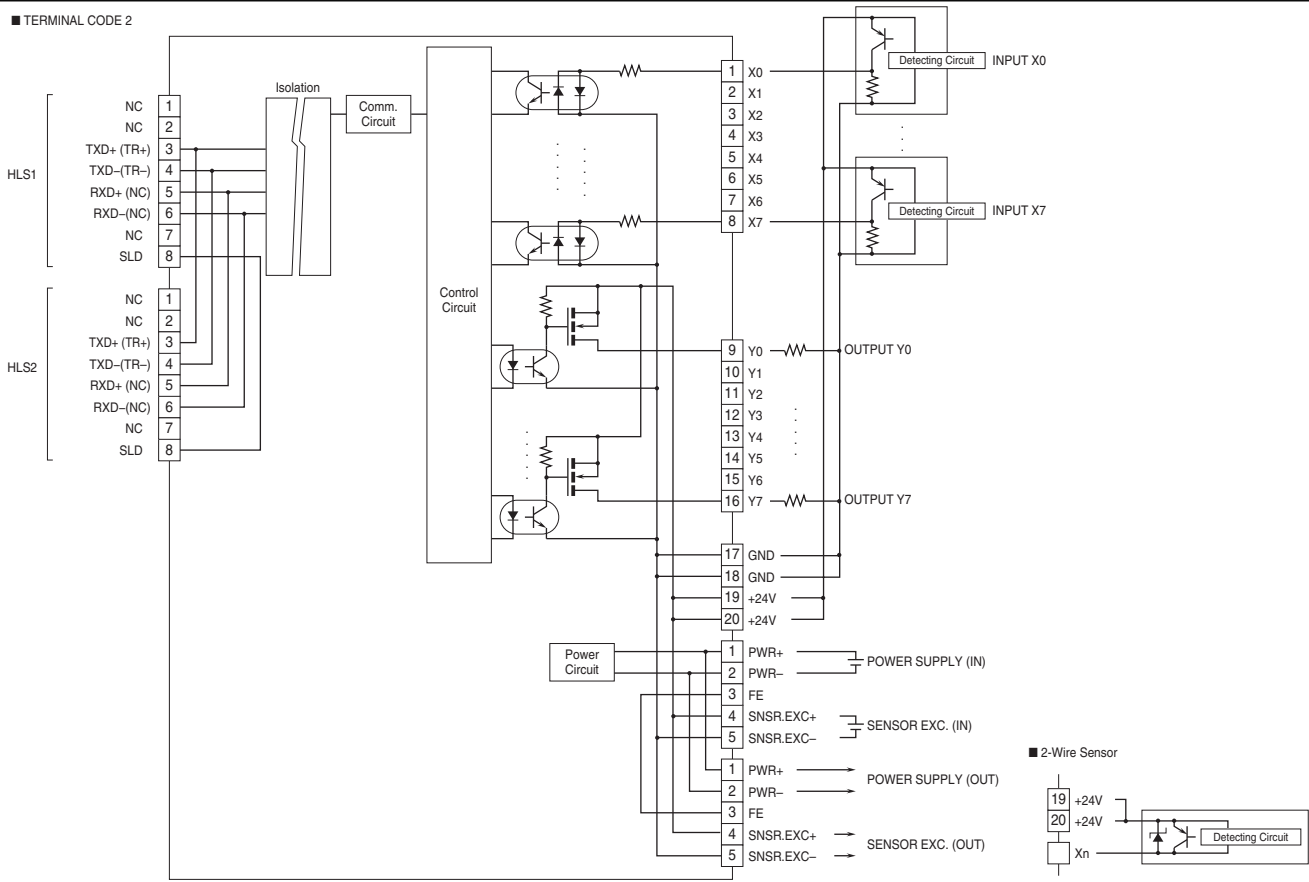 ■ TERMINAL CODE 2
HLS1
NC 1
NC 2
TXD+ (TR+) 3
TXD−(TR−) 4
RXD+ (NC) 5
RXD−(NC) 6
NC 7
SLD 8
HLS2
NC 1
NC 2
TXD+ (TR+) 3
TXD−(TR−) 4
RXD+ (NC) 5
RXD−(NC) 6
NC 7
SLD 8
Isolation
Comm.
Circuit
Control
Circuit
1 X0
2 X1
3 X2
4 X3
5 X4
6 X5
7 X6
8 X7
Detecting Circuit INPUT X0
Detecting Circuit INPUT X7
9 Y0 OUTPUT Y0
10 Y1
11 Y2
12 Y3
13 Y4
14 Y5
15 Y6
16 Y7 OUTPUT Y7
17 GND
18 GND
19 +24V
20 +24V
Power
Circuit
1 PWR+
2 PWR−
POWER SUPPLY (IN)
3 FE
4 SNSR.EXC+
5 SNSR.EXC−
SENSOR EXC. (IN)
1 PWR+
2 PWR−
POWER SUPPLY (OUT)
3 FE
4 SNSR.EXC+
5 SNSR.EXC−
SENSOR EXC. (OUT)
■ 2-Wire Sensor
19 +24V
20 +24V
Xn
Detecting Circuit